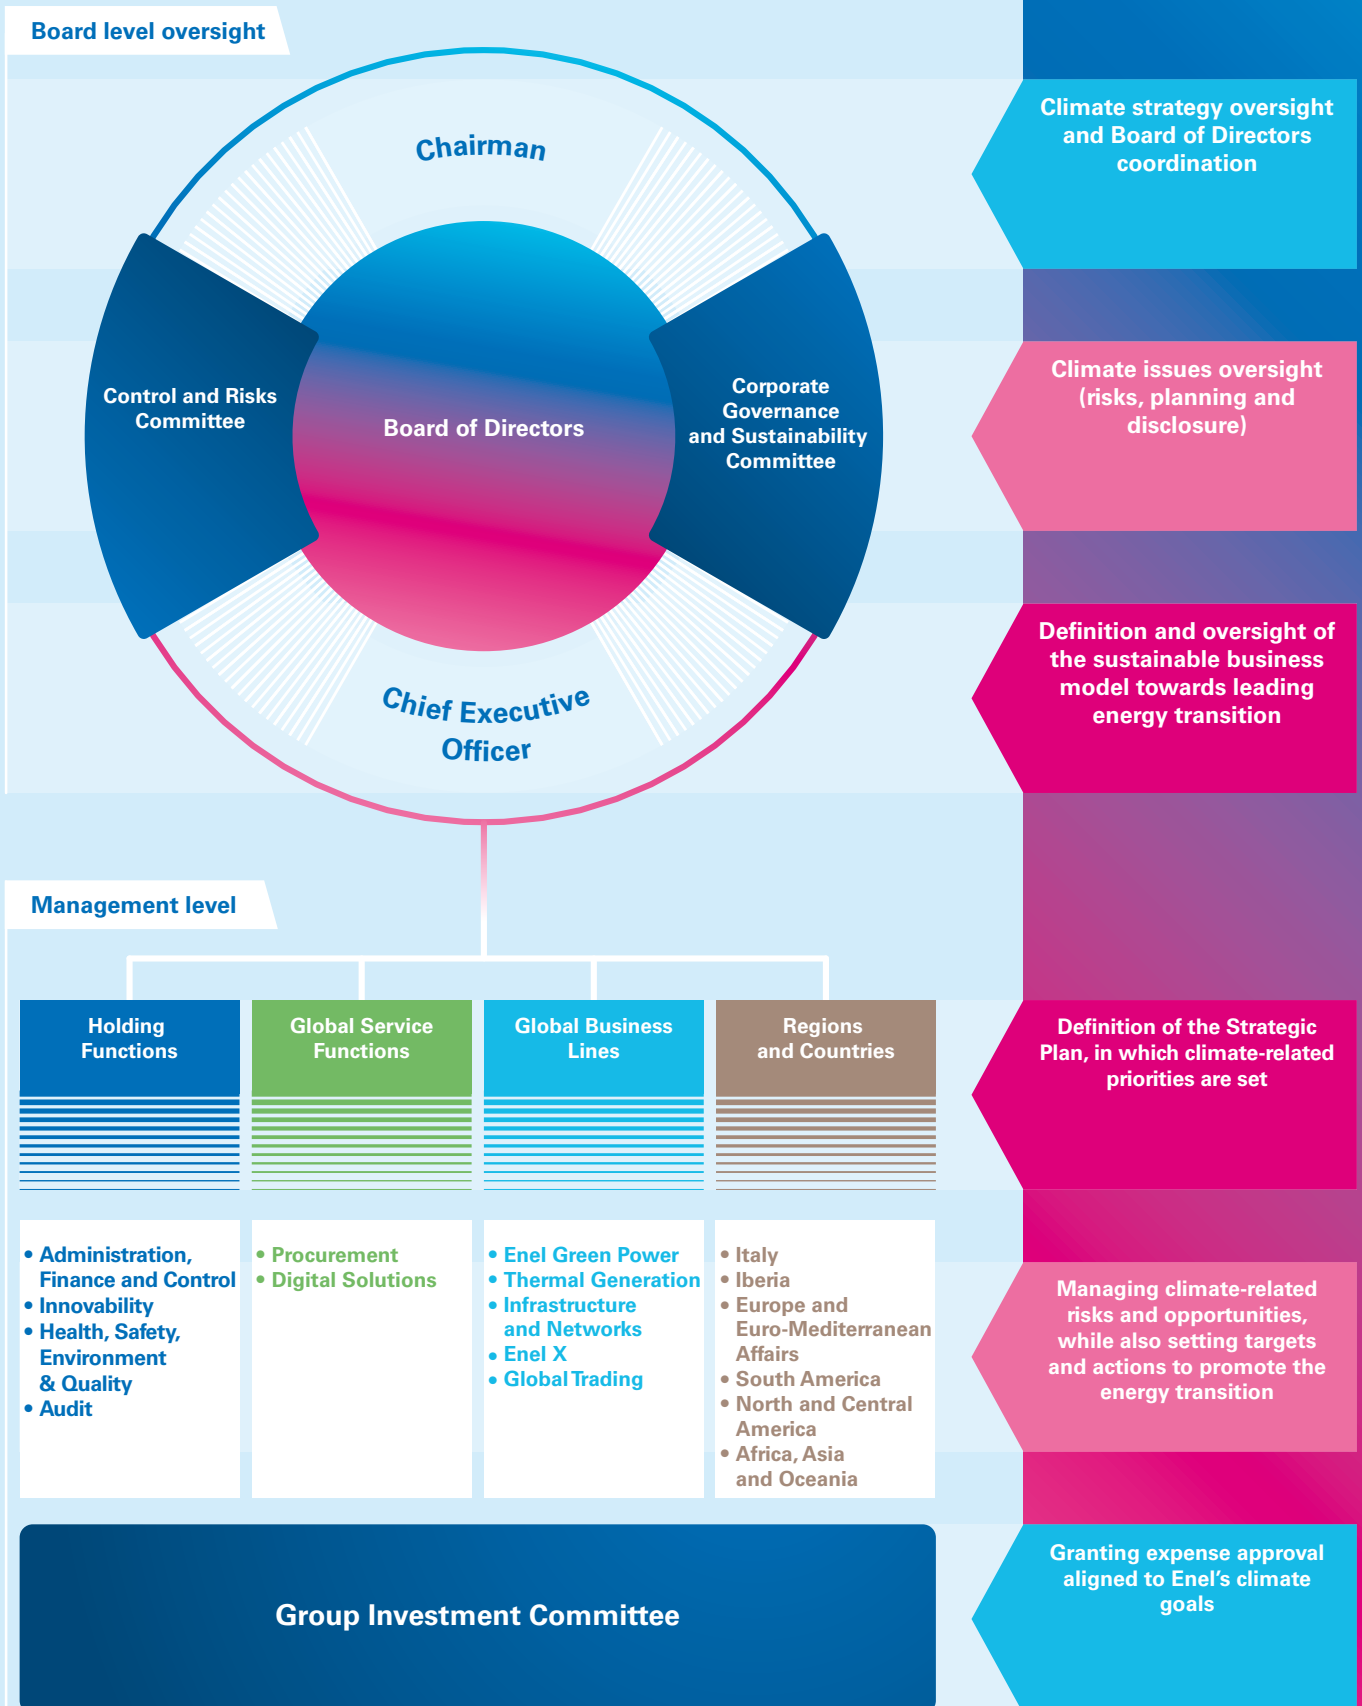 Board level oversight
Chairman
Control and Risks
Committee
Board of Directors
Corporate
Governance
and Sustainability
Committee
Chief Executive
Officer
Climate strategy oversight
and Board of Directors
coordination
Climate issues oversight
(risks, planning and
disclosure)
Definition and oversight of
the sustainable business
model towards leading
energy transition
Management level
Holding
Functions
Global Service
Functions
Global Business
Lines
Regions
and Countries
Definition of the Strategic
Plan, in which climate-related
priorities are set
• Administration,
Finance and Control
• Innovability
• Health, Safety,
Environment
& Quality
• Audit
• Procurement
• Digital Solutions
• Enel Green Power
• Thermal Generation
• Infrastructure
and Networks
• Enel X
• Global Trading
• Italy
• Iberia
• Europe and
Euro-Mediterranean
Affairs
• South America
• North and Central
America
• Africa, Asia
and Oceania
Managing climate-related
risks and opportunities,
while also setting targets
and actions to promote the
energy transition
Group Investment Committee
Granting expense approval
aligned to Enel's climate
goals